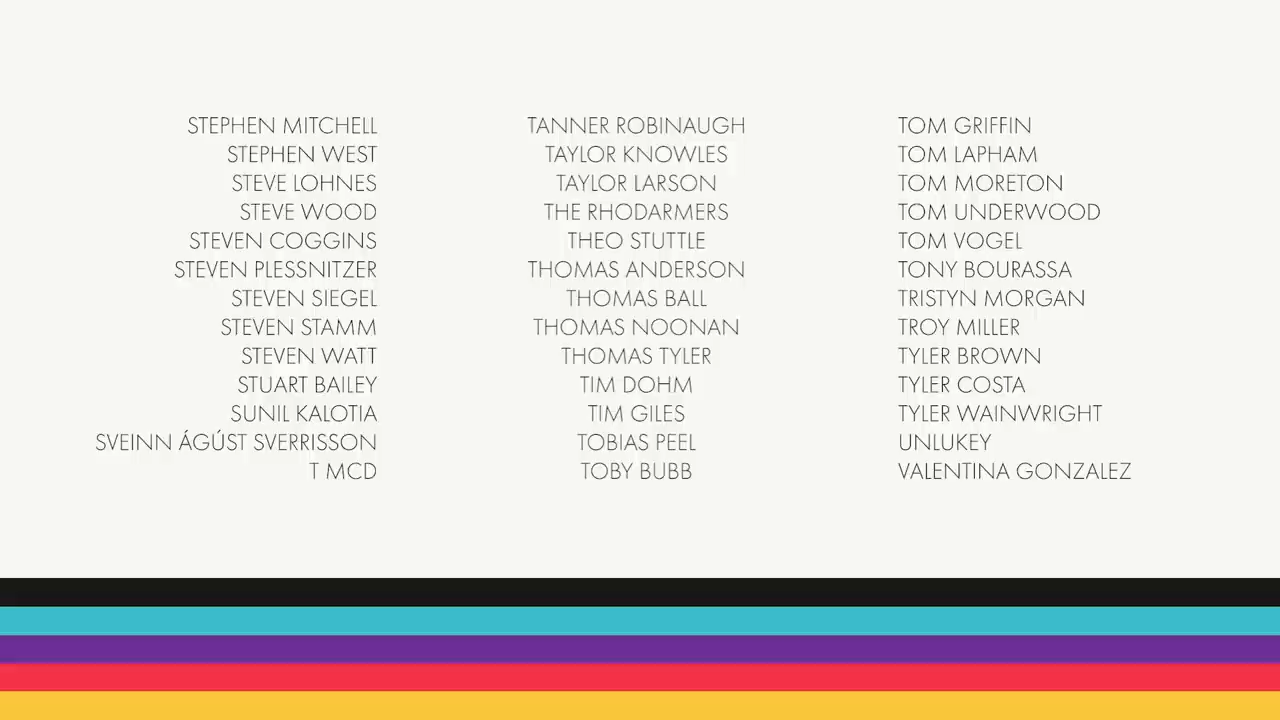 STEPHEN MITCHELL
STEPHEN WEST
STEVE LOHNES
STEVE WOOD
STEVEN COGGINS
STEVEN PLESSNITZER
STEVEN SIEGEL
STEVEN STAMM
STEVEN WATT
STUART BAILEY
SUNIL KALOTIA
SVEINN ÁGÚST SVERRISSON
T MCD
TANNER ROBINAUGH
TAYLOR KNOWLES
TAYLOR LARSON
THE RHODARMERS
THEO STUTTLE
THOMAS ANDERSON
THOMAS BALL
THOMAS NOONAN
THOMAS TYLER
TIM DOHM
TIM GILES
TOBIAS PEEL
TOBY BUBB
TOM GRIFFIN
TOM LAPHAM
TOM MORETON
TOM UNDERWOOD
TOM VOGEL
TONY BOURASSA
TRISTYN MORGAN
TROY MILLER
TYLER BROWN
TYLER COSTA
TYLER WAINWRIGHT
UNLUKEY
VALENTINA GONZALEZ